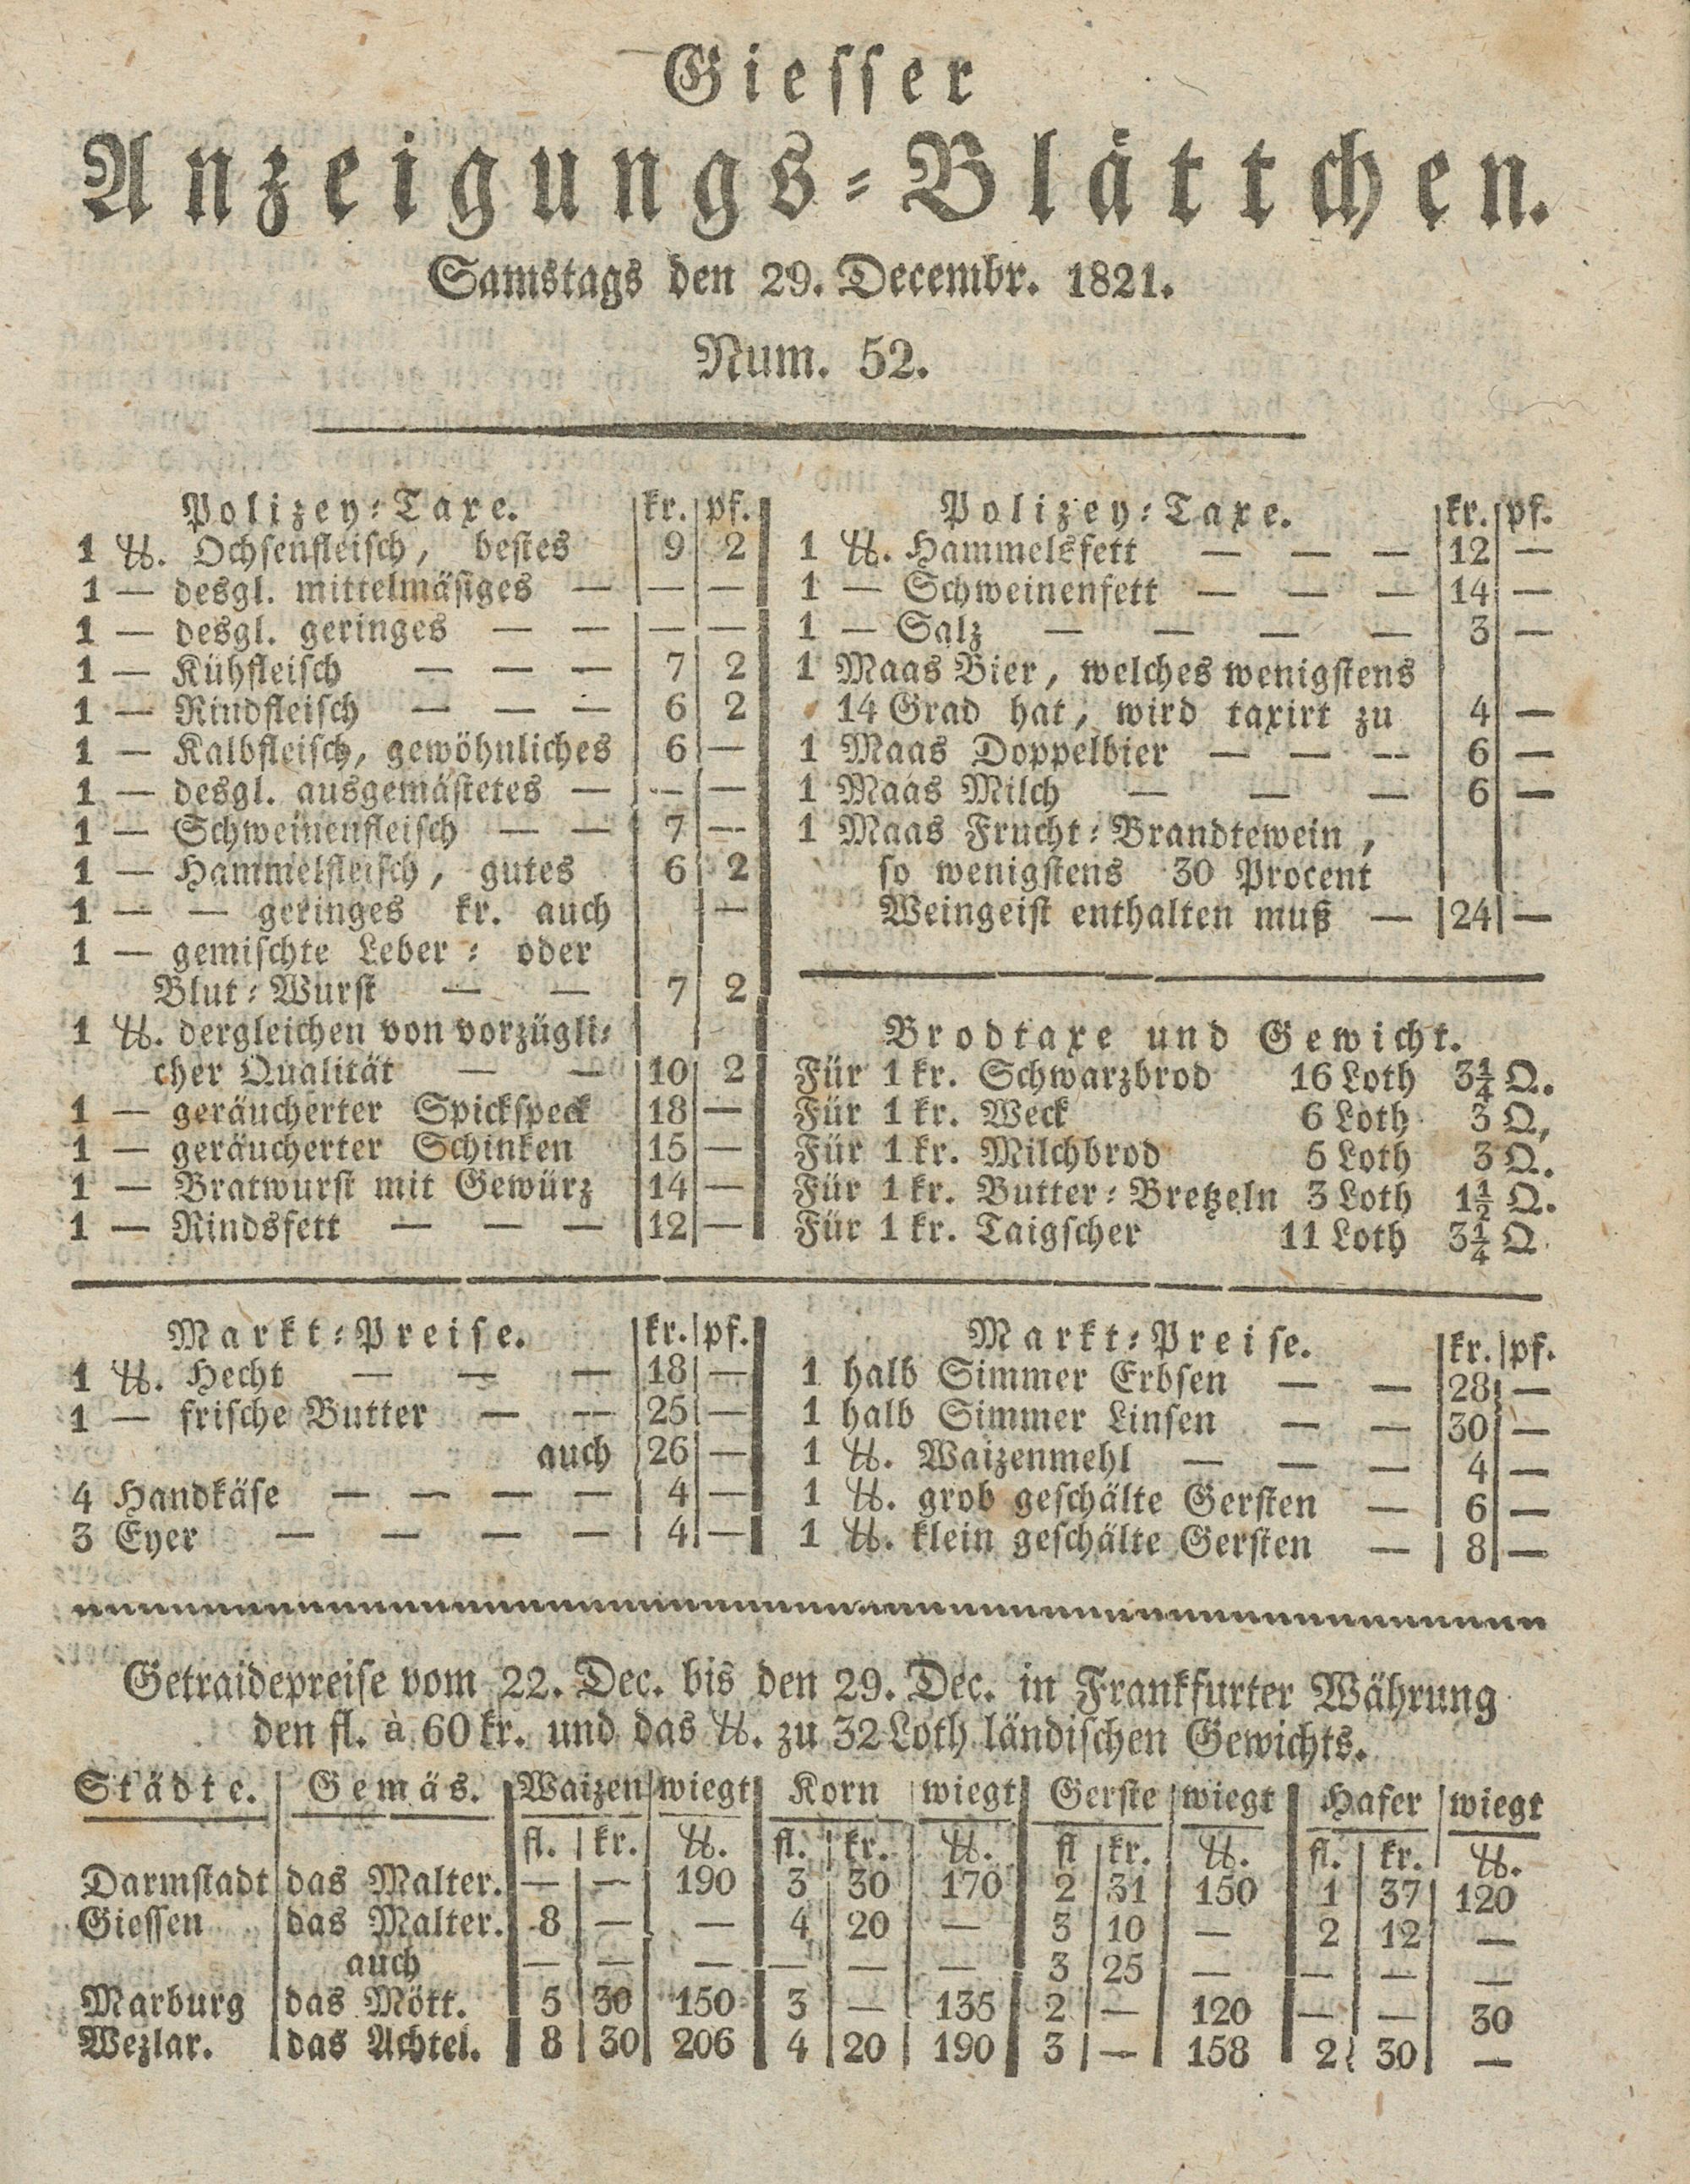 Giesser
Anzeigungs-Blättchen.
Samstags den 29. Decembr. 1821.
Num. 52.
Polizey-Taxe. kr. pf.
1 ℔. Ochsenfleisch, bestes 9 2
1 — desgl. mittelmäsiges — — —
1 — desgl. geringes — — — —
1 — Kühfleisch — — — 7 2
1 — Rindfleisch — — — 6 2
1 — Kalbfleisch, gewöhnliches 6 —
1 — desgl. ausgemästetes — — —
1 — Schweinenfleisch — — 7 —
1 — Hammelfleisch, gutes 6 2
1 — — geringes kr. auch —
1 — gemischte Leber- oder
Blut-Wurst — — 7 2
1 ℔. dergleichen von vorzügli-
cher Qualität — — 10 2
1 — geräucherter Spickspeck 18 —
1 — geräucherter Schinken 15 —
1 — Bratwurst mit Gewürz 14 —
1 — Rindsfett — — — 12 —
Polizey-Taxe. kr. pf.
1 ℔. Hammelsfett — — — 12 —
1 — Schweinenfett — — — 14 —
1 — Salz — — — — 3 —
1 Maas Bier, welches wenigstens
14 Grad hat, wird taxirt zu 4 —
1 Maas Doppelbier — — — 6 —
1 Maas Milch — — — 6 —
1 Maas Frucht-Brandtewein,
so wenigstens 30 Procent
Weingeist enthalten muß — 24 —
Brodtaxe und Gewicht.
Für 1 kr. Schwarzbrod 16 Loth 3¼ Q.
Für 1 kr. Weck 6 Loth 3 Q,
Für 1 kr. Milchbrod 5 Loth 3 Q.
Für 1 kr. Butter-Bretzeln 3 Loth 1½ Q.
Für 1 kr. Taigscher 11 Loth 3¼ Q
Markt-Preise. kr. pf.
1 ℔. Hecht — — — 18 —
1 — frische Butter — — 25 —
auch 26 —
4 Handkäse — — — — 4 —
3 Eyer — — — — 4 —
Markt-Preise. kr. pf.
1 halb Simmer Erbsen — — 28 —
1 halb Simmer Linsen — — 30 —
1 ℔. Waizenmehl — — — 4 —
1 ℔. grob geschälte Gersten — 6 —
1 ℔. klein geschälte Gersten — 8 —
Getraidepreise vom 22. Dec. bis den 29. Dec. in Frankfurter Währung
den fl. à 60 kr. und das ℔. zu 32 Loth ländischen Gewichts.
Städte. Gemäs. Waizen wiegt Korn wiegt Gerste wiegt Hafer wiegt
fl. kr. ℔. fl. kr. ℔. fl kr. ℔. fl. kr. ℔.
Darmstadt das Malter. — — 190 3 30 170 2 31 150 1 37 120
Giessen das Malter. 8 — — 4 20 — 3 10 — 2 12 —
auch — — — — — — 3 25 — — — —
Marburg das Mött. 5 30 150 3 — 135 2 — 120 — — 30
Wezlar. das Achtel. 8 30 206 4 20 190 3 — 158 2 30 —